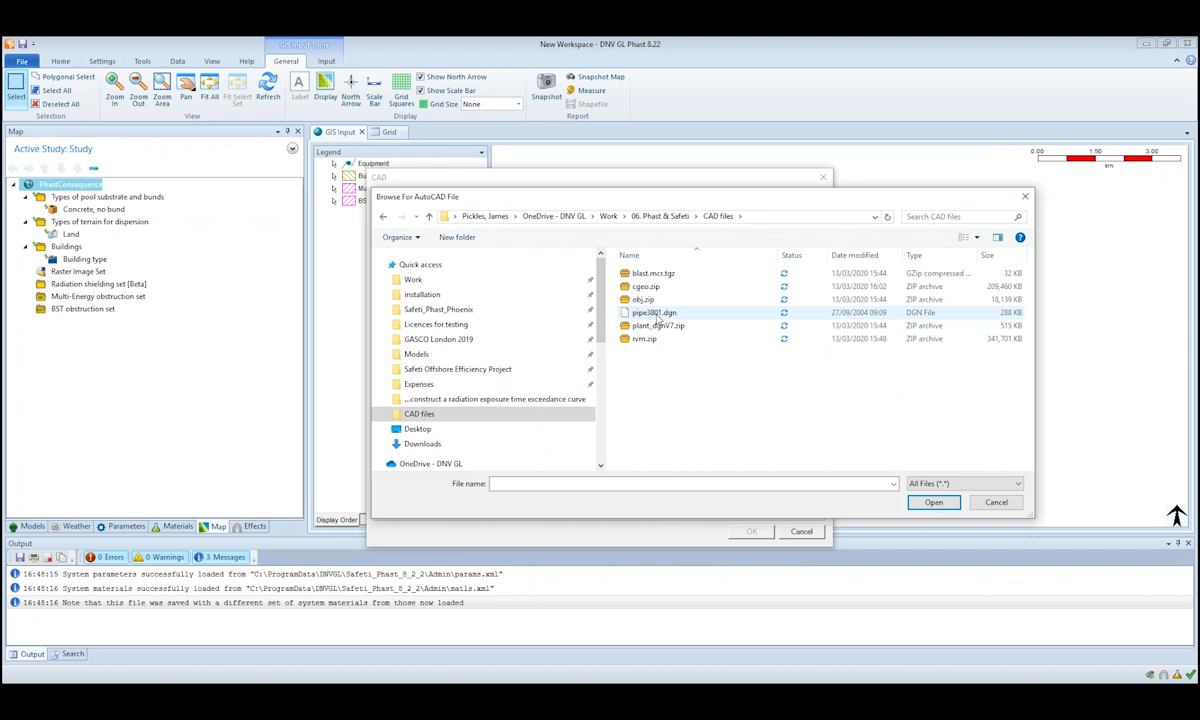 GIS Input Tools
New Workspace - DNV GL Phast 8.22
File Home Settings Tools Data View Help General Input
Select
Polygonal Select
Select All
Deselect All
Selection
Zoom In
Zoom Out
Zoom Area
Pan
Fit All
Fit Select Set
Refresh
View
Label
Display
North Arrow
Scale Bar
Grid Squares
Show North Arrow
Show Scale Bar
Grid Size None
Display
Snapshot
Snapshot Map
Measure
Shapefile
Report
Map
Active Study: Study
PhastConsequence
Types of pool substrate and bunds
Concrete, no bund
Types of terrain for dispersion
Land
Buildings
Building type
Raster Image Set
Radiation shielding set [Beta]
Multi-Energy obstruction set
BST obstruction set
Models Weather Parameters Materials Map Effects
GIS Input Grid
Legend
Equipment
Bu
Mu
BS
Display Order
0.00 1.50 3.00
km
CAD
Browse For AutoCAD File
Pickles, James > OneDrive - DNV GL > Work > 06. Phast & Safeti > CAD files >
Search CAD files
Organize New folder
Quick access
Work
installation
Safeti_Phast_Phoenix
Licences for testing
GASCO London 2019
Models
Safeti Offshore Efficiency Project
Expenses
...construct a radiation exposure time exceedance curve
CAD files
Desktop
Downloads
OneDrive - DNV GL
Name Status Date modified Type Size
blast.mcr.tgz 13/03/2020 15:44 GZip compressed ... 32 KB
cgeo.zip 13/03/2020 16:02 ZIP archive 209,460 KB
obj.zip 13/03/2020 15:44 ZIP archive 18,139 KB
pipe3801.dgn 27/09/2004 09:09 DGN File 288 KB
plant_dgnV7.zip 13/03/2020 15:44 ZIP archive 515 KB
rvm.zip 13/03/2020 15:48 ZIP archive 341,701 KB
File name: All Files (*.*)
Open Cancel
OK Cancel
Output
0 Errors 0 Warnings 3 Messages
16:48:15 System parameters successfully loaded from "C:\ProgramData\DNVGL\Safeti_Phast_8_2_2\Admin\params.xml"
16:48:16 System materials successfully loaded from "C:\ProgramData\DNVGL\Safeti_Phast_8_2_2\Admin\matls.xml"
16:48:16 Note that this file was saved with a different set of system materials from those now loaded
Output Search